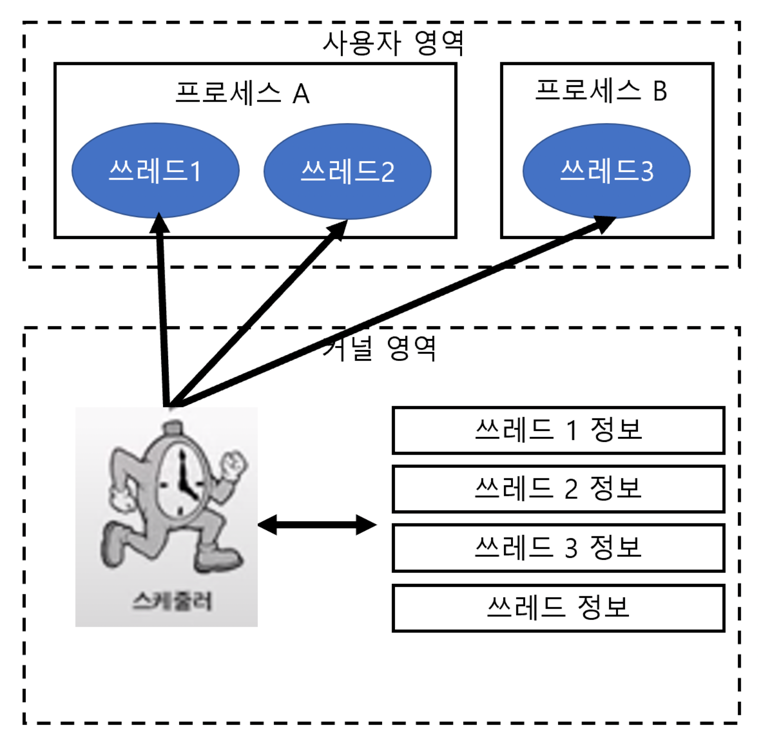 사용자 영역
프로세스 A
프로세스 B
쓰레드1
쓰레드2
쓰레드3
커널 영역
쓰레드 1 정보
쓰레드 2 정보
쓰레드 3 정보
쓰레드 정보
스케줄러